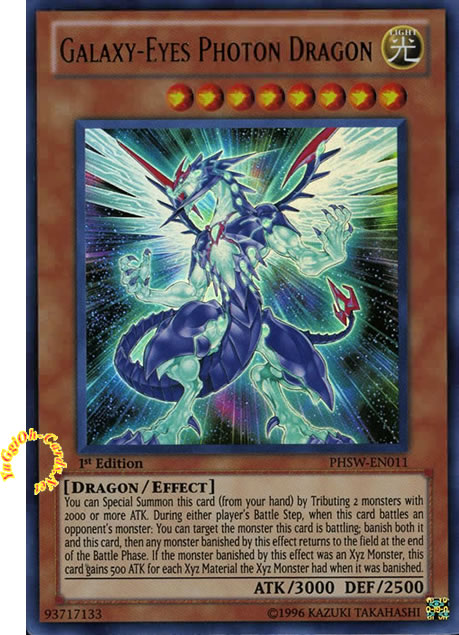 GALAXY-EYES PHOTON DRAGON
LIGHT
光
YuGgiOh-Cards.Net
1st Edition
PHSW-EN011
[DRAGON/EFFECT]
You can Special Summon this card (from your hand) by Tributing 2 monsters with
2000 or more ATK. During either player's Battle Step, when this card battles an
opponent's monster: You can target the monster this card is battling; banish both it
and this card, then any monster banished by this effect returns to the field at the end
of the Battle Phase. If the monster banished by this effect was an Xyz Monster, this
card gains 500 ATK for each Xyz Material the Xyz Monster had when it was banished.
ATK/3000 DEF/2500
93717133
©1996 KAZUKI TAKAHASHI